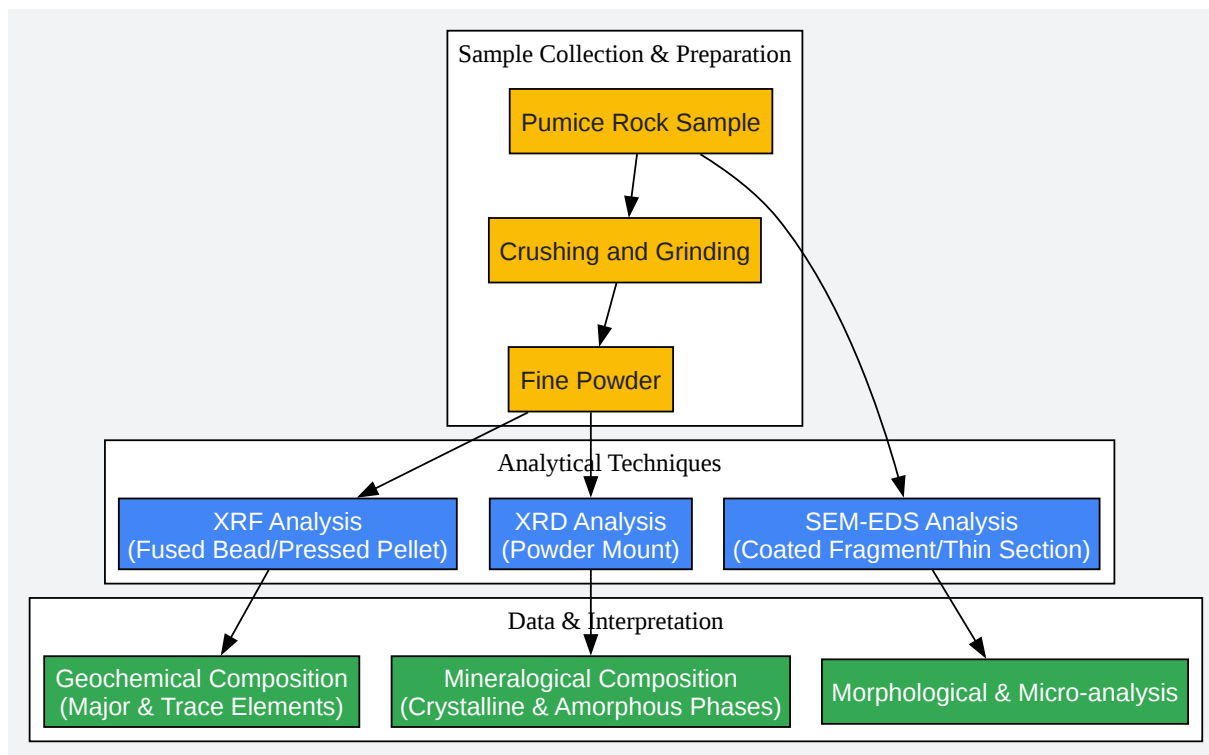 Sample Collection & Preparation
Pumice Rock Sample
Crushing and Grinding
Fine Powder
Analytical Techniques
XRF Analysis
(Fused Bead/Pressed Pellet)
XRD Analysis
(Powder Mount)
SEM-EDS Analysis
(Coated Fragment/Thin Section)
Data & Interpretation
Geochemical Composition
(Major & Trace Elements)
Mineralogical Composition
(Crystalline & Amorphous Phases)
Morphological & Micro-analysis